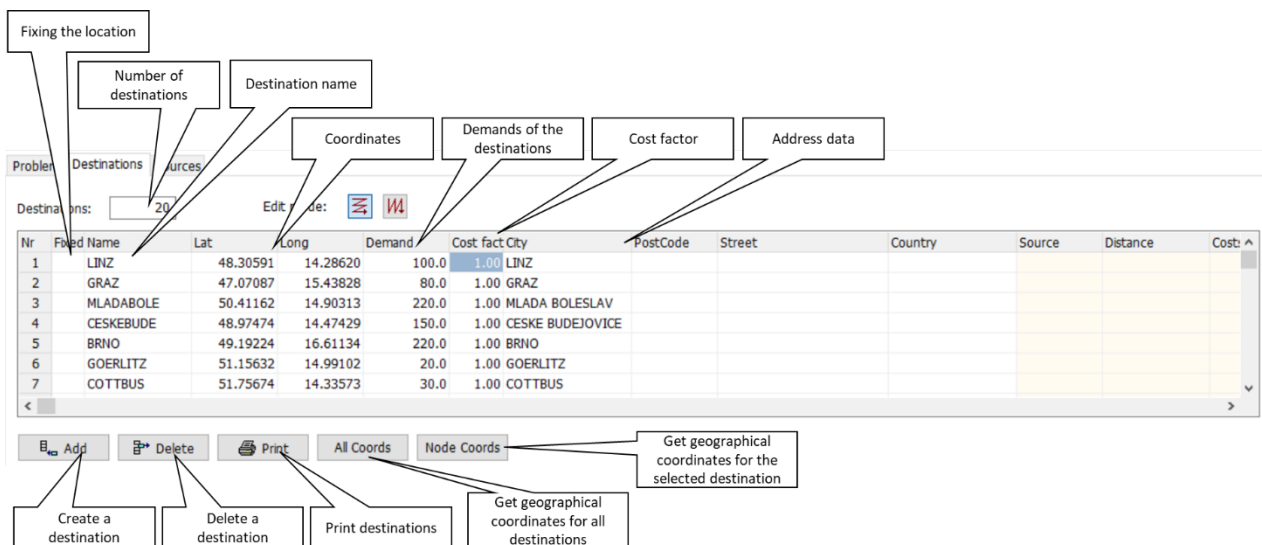 Fixing the location
Number of
destinations
Destination name
Coordinates
Demands of the
destinations
Cost factor
Address data
Destinations
Destinations: 20
Nr Fixed Name Lat Long Demand Cost fact City PostCode Street Country Source Distance
1 LINZ 48.30591 14.28620 100.0 1.00 LINZ
2 GRAZ 47.07087 15.43828 80.0 1.00 GRAZ
3 MLADABOLE 50.41162 14.90313 220.0 1.00 MLADA BOLESLAV
4 CESKEBUDE 48.97474 14.47429 150.0 1.00 CESKE BUDEJOVICE
5 BRNO 49.19224 16.61134 220.0 1.00 BRNO
6 GOERLITZ 51.15632 14.99102 20.0 1.00 GOERLITZ
7 COTTBUS 51.75674 14.33573 30.0 1.00 COTTBUS
Add Delete Print All Coords Node Coords
Get geographical
coordinates for the
selected destination
Create a
destination
Delete a
destination
Print destinations
Get geographical
coordinates for all
destinations